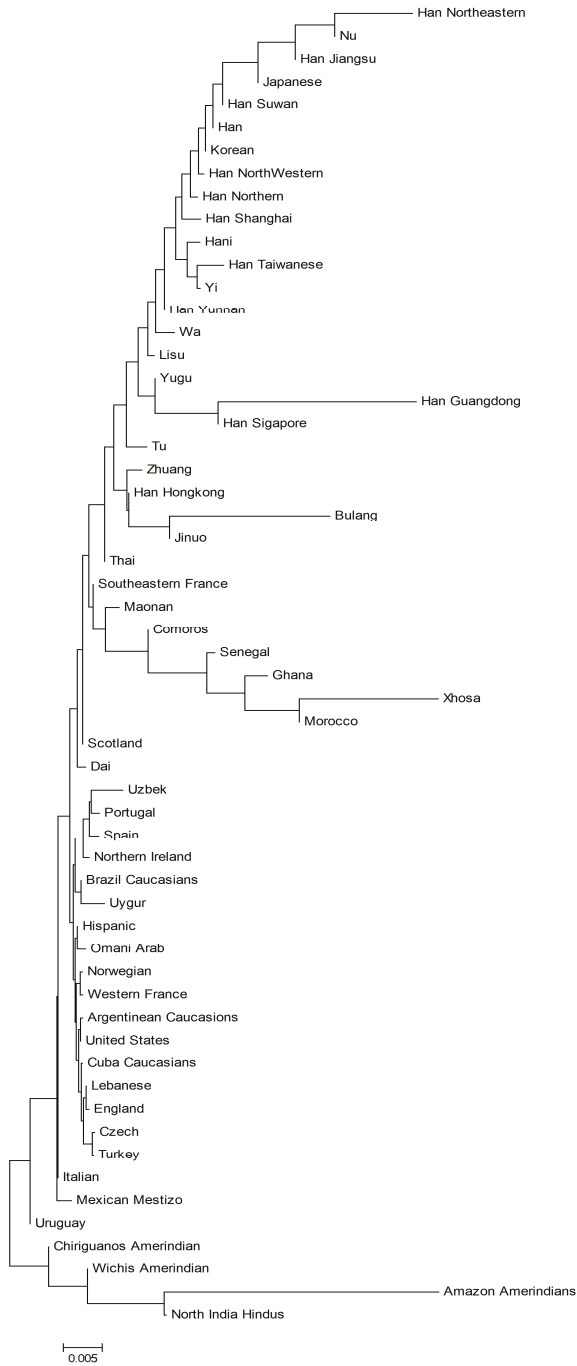 Han Northeastern
Nu
Han Jiangsu
Japanese
Han Suwan
Han
Korean
Han NorthWestern
Han Northern
Han Shanghai
Hani
Han Taiwanese
Yi
Han Yunnan
Wa
Lisu
Yugu
Han Guangdong
Han Sigapore
Tu
Zhuang
Han Hongkong
Bulang
Jinuo
Thai
Southeastern France
Maonan
Comoros
Senegal
Ghana
Xhosa
Morocco
Scotland
Dai
Uzbek
Portugal
Spain
Northern Ireland
Brazil Caucasians
Uygur
Hispanic
Omani Arab
Norwegian
Western France
Argentinean Caucasions
United States
Cuba Caucasians
Lebanese
England
Czech
Turkey
Italian
Mexican Mestizo
Uruguay
Chiriguanos Amerindian
Wichis Amerindian
Amazon Amerindians
North India Hindus
0.005